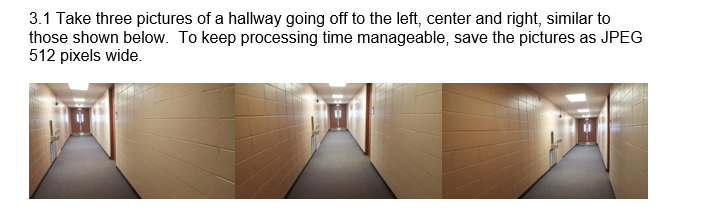 3.1 Take three pictures of a hallway going off to the left, center and right, similar to
those shown below.  To keep processing time manageable, save the pictures as JPEG
512 pixels wide.